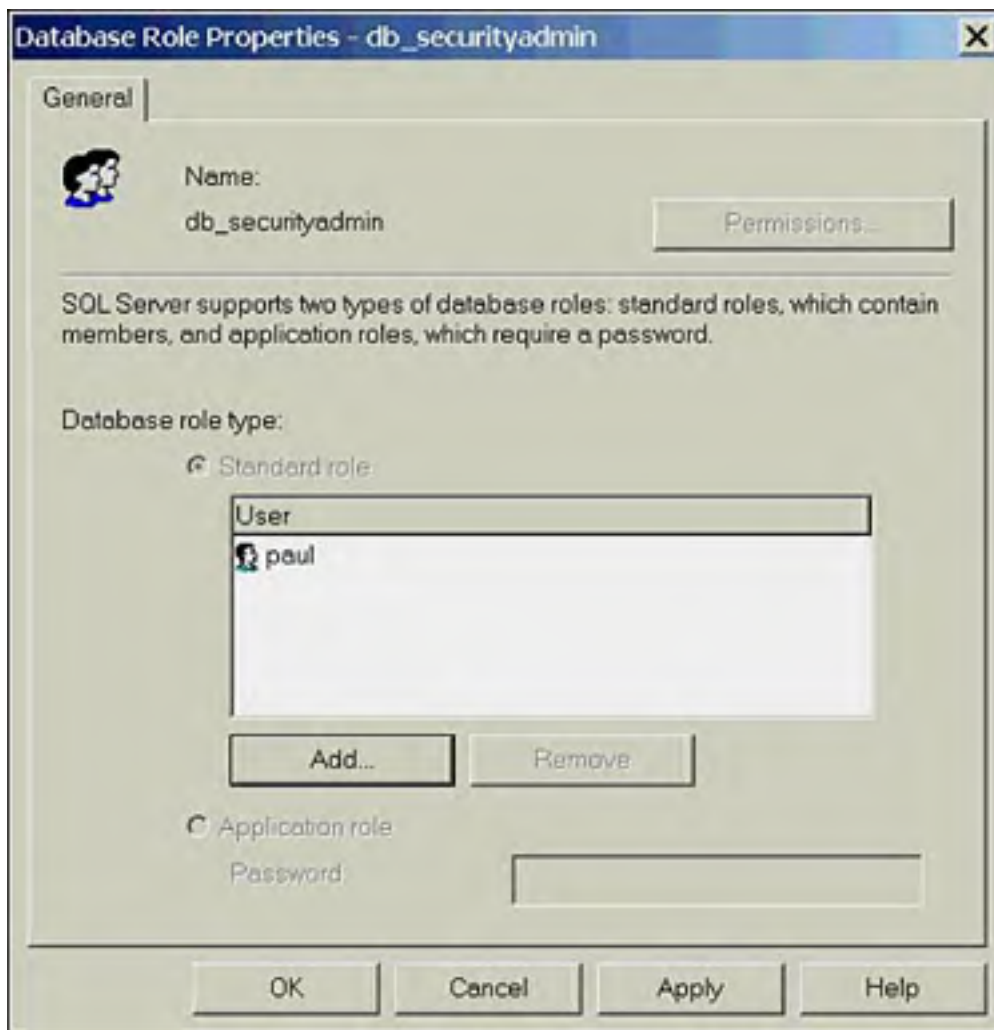 Database Role Properties - db_securityadmin
General
Name:
db_securityadmin
Permissions...
SQL Server supports two types of database roles: standard roles, which contain
members, and application roles, which require a password.
Database role type:
Standard role
User
paul
Add...
Remove
Application role
Password
OK
Cancel
Apply
Help